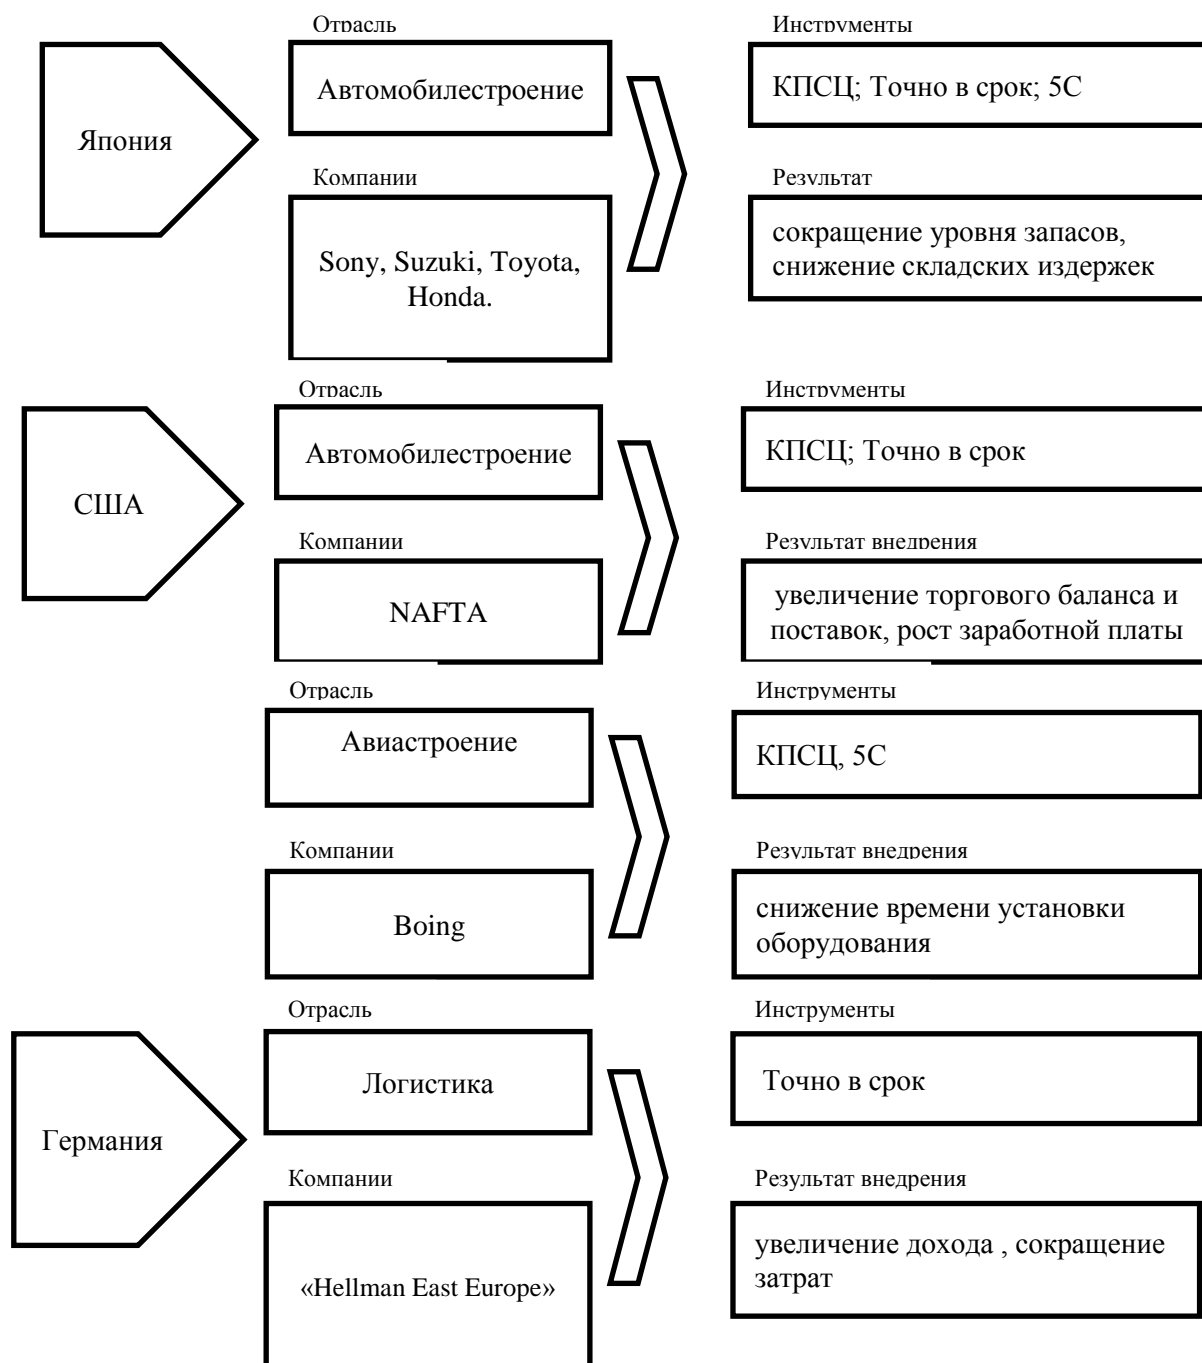 Отрасль
Инструменты
Автомобилестроение
КПСЦ; Точно в срок; 5С
Япония
Компании
Результат
Sony, Suzuki, Toyota,
Honda.
сокращение уровня запасов,
снижение складских издержек
Отрасль
Инструменты
Автомобилестроение
КПСЦ; Точно в срок
США
Компании
Результат внедрения
NAFTA
увеличение торгового баланса и
поставок, рост заработной платы
Отрасль
Инструменты
Авиастроение
КПСЦ, 5С
Компании
Результат внедрения
Boing
снижение времени установки
оборудования
Отрасль
Инструменты
Логистика
Точно в срок
Германия
Компании
Результат внедрения
«Hellman East Europe»
увеличение дохода , сокращение
затрат